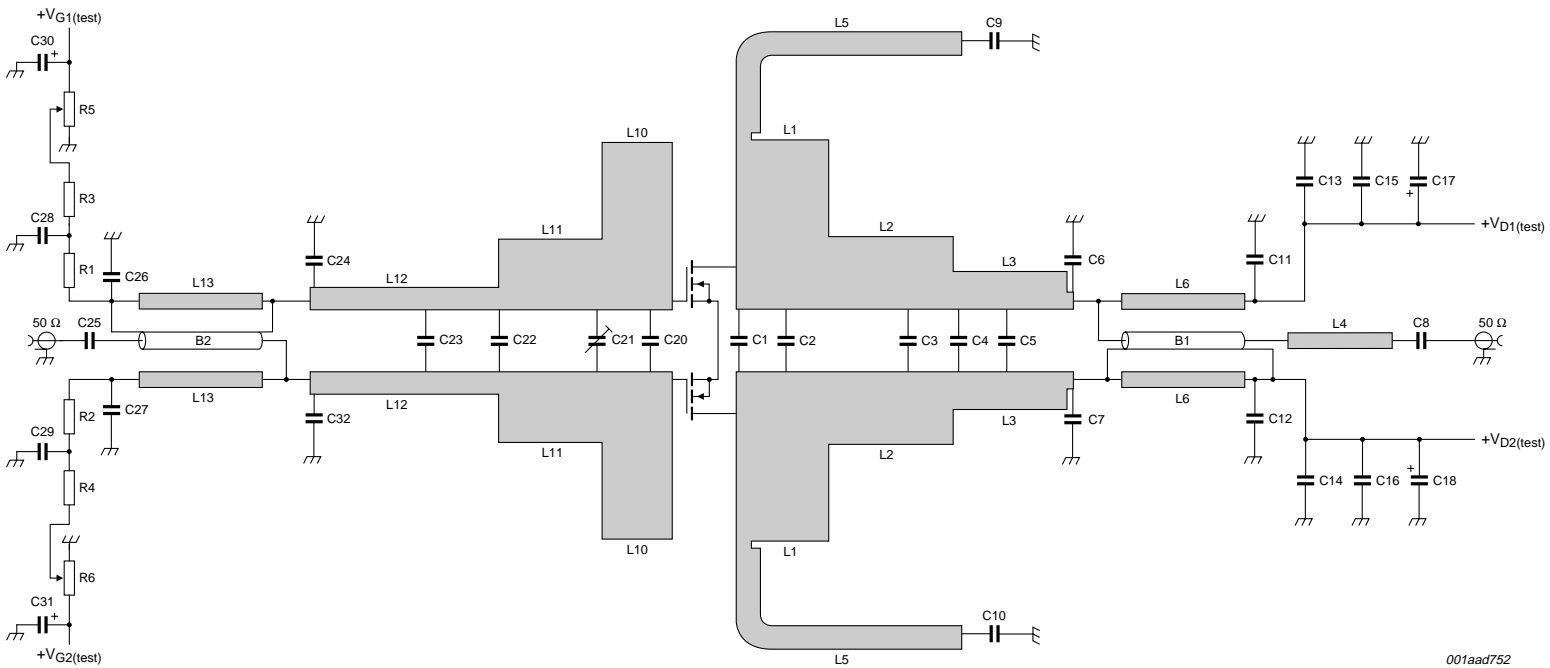 +VG1(test)
C30
+
R5
R3
C28
R1
C26
L13
50 Ω
C25
B2
L13
R2
C27
C29
R4
R6
C31
+
+VG2(test)
C24
L12
L11
L10
C23
C22
C21
C20
C32
L12
L11
L10
L5
C9
L1
L2
L3
C6
C1
C2
C3
C4
C5
L1
L2
L3
C7
C10
L5
L6
C11
C13
C15
C17
+
+VD1(test)
B1
L4
C8
50 Ω
L6
C12
+VD2(test)
C14
C16
+
C18
001aad752